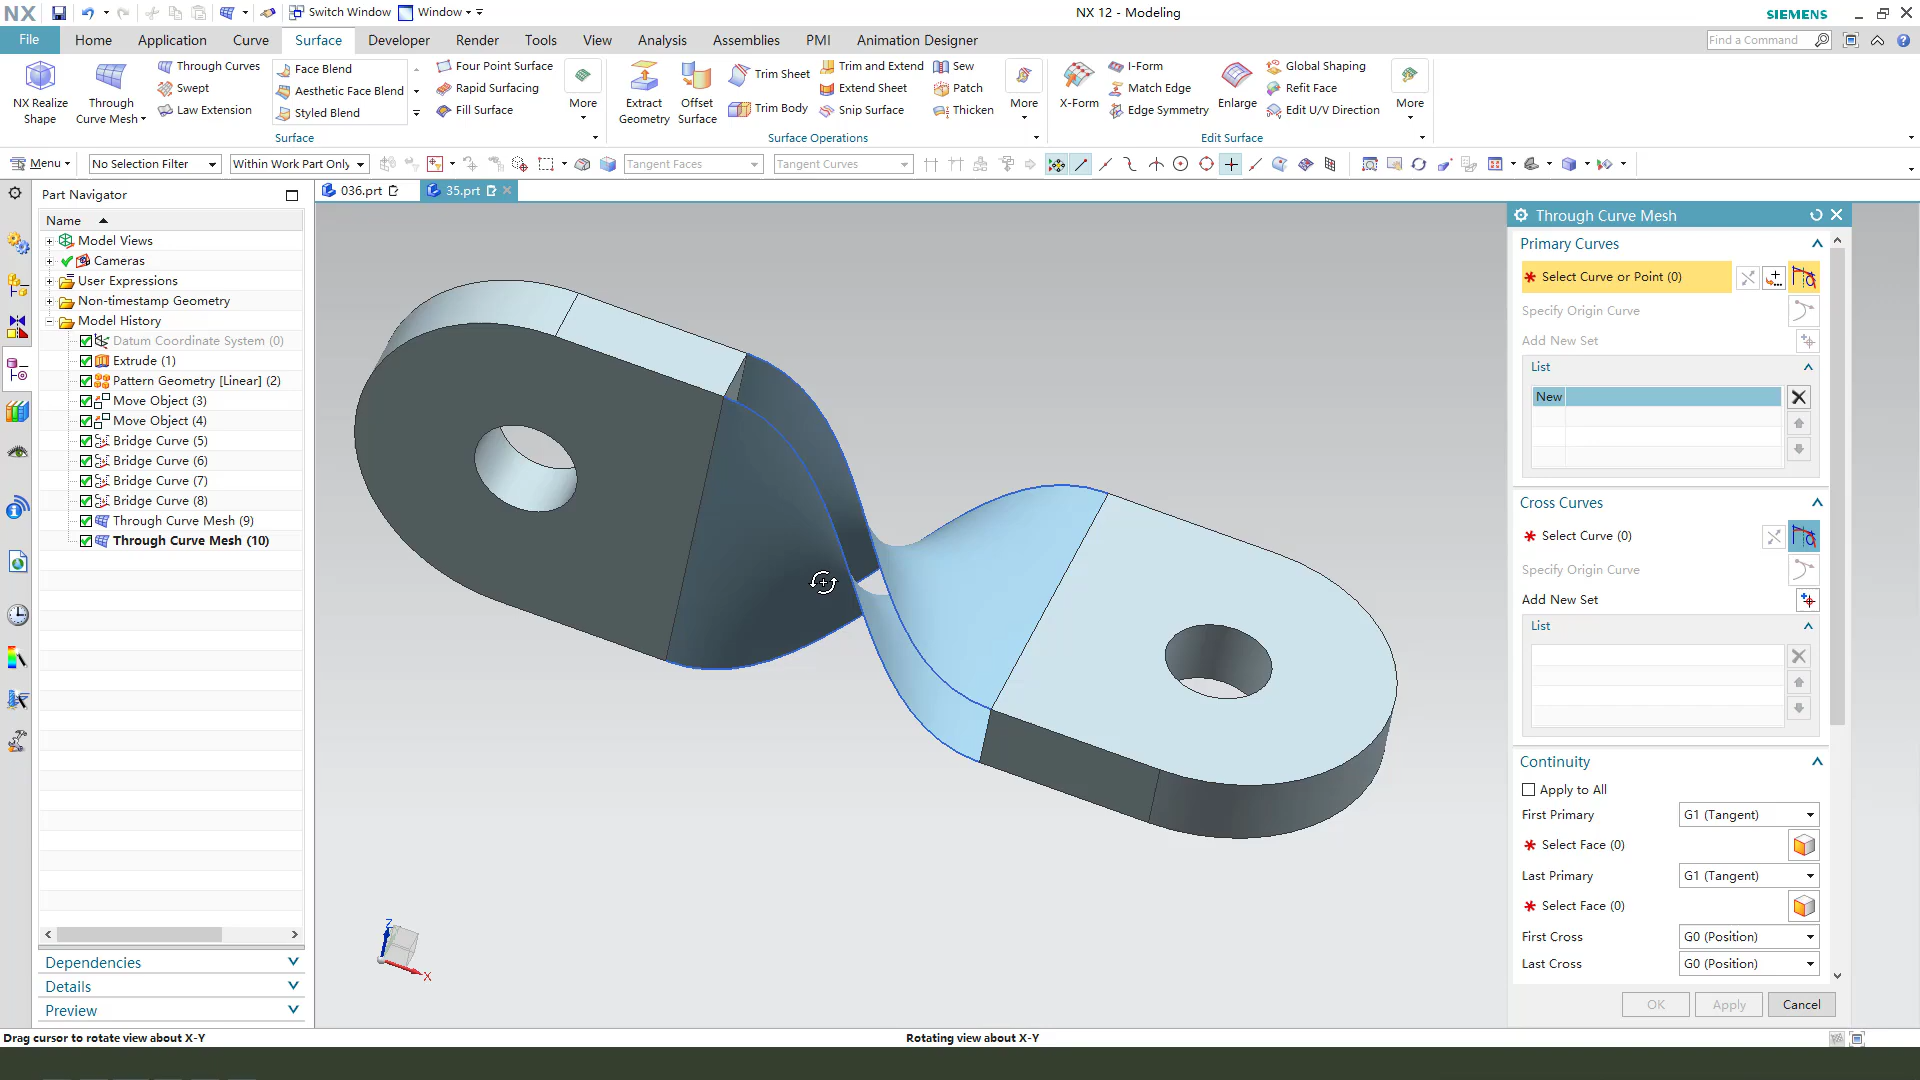 NX Switch Window Window NX 12 - Modeling SIEMENS
File Home Application Curve Surface Developer Render Tools View Analysis Assemblies PMI Animation Designer Find a Command
NX Realize Shape
Through Curve Mesh
Through Curves
Swept
Law Extension
Face Blend
Aesthetic Face Blend
Styled Blend
Four Point Surface
Rapid Surfacing
Fill Surface
More
Surface
Extract Geometry
Offset Surface
Trim Sheet
Trim Body
Trim and Extend
Extend Sheet
Snip Surface
Sew
Patch
Thicken
More
Surface Operations
X-Form
I-Form
Match Edge
Edge Symmetry
Enlarge
Global Shaping
Refit Face
Edit U/V Direction
More
Edit Surface
Menu No Selection Filter Within Work Part Only Tangent Faces Tangent Curves
Part Navigator
Name
Model Views
Cameras
User Expressions
Non-timestamp Geometry
Model History
Datum Coordinate System (0)
Extrude (1)
Pattern Geometry [Linear] (2)
Move Object (3)
Move Object (4)
Bridge Curve (5)
Bridge Curve (6)
Bridge Curve (7)
Bridge Curve (8)
Through Curve Mesh (9)
Through Curve Mesh (10)
Dependencies
Details
Preview
036.prt 35.prt
Z
X
Through Curve Mesh
Primary Curves
* Select Curve or Point (0)
Specify Origin Curve
Add New Set
List
New
Cross Curves
* Select Curve (0)
Specify Origin Curve
Add New Set
List
Continuity
Apply to All
First Primary G1 (Tangent)
* Select Face (0)
Last Primary G1 (Tangent)
* Select Face (0)
First Cross G0 (Position)
Last Cross G0 (Position)
OK Apply Cancel
Drag cursor to rotate view about X-Y Rotating view about X-Y